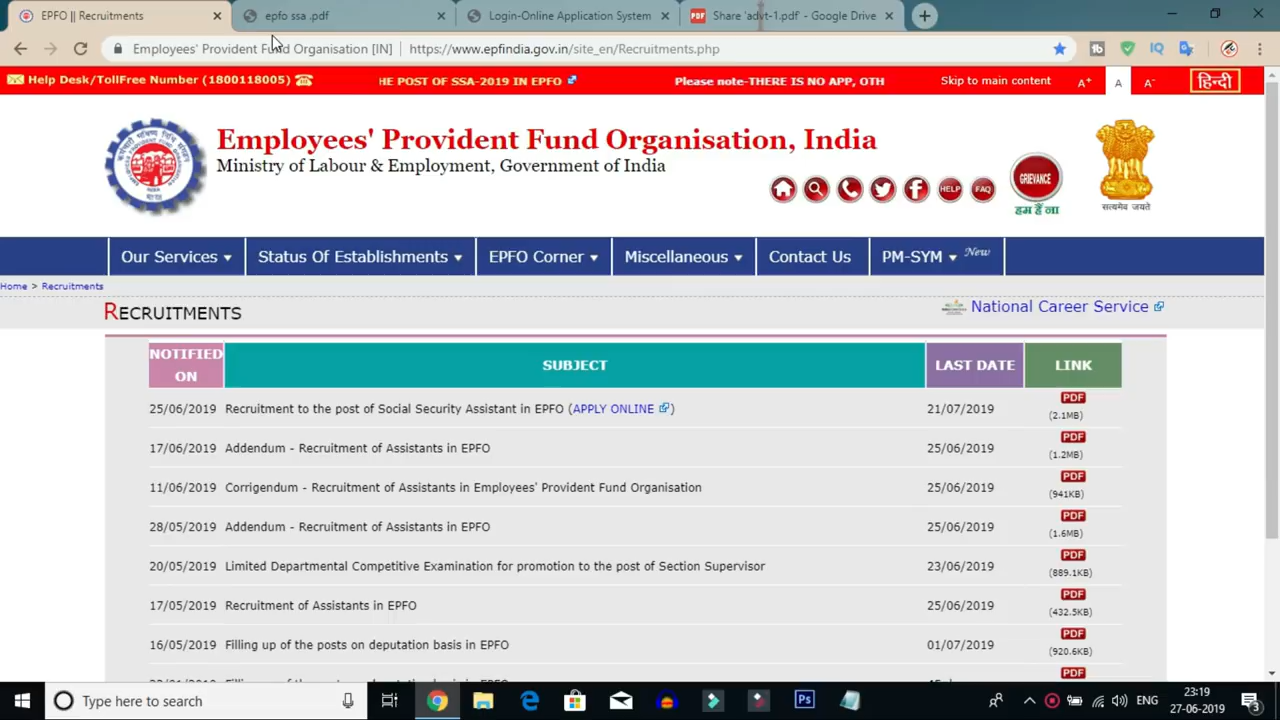 EPFO || Recruitments
epfo ssa .pdf
Login-Online Application System
PDF Share 'advt-1.pdf' - Google Drive
Employees' Provident Fund Organisation [IN] https://www.epfindia.gov.in/site_en/Recruitments.php
Help Desk/TollFree Number (1800118005) HE POST OF SSA-2019 IN EPFO Please note-THERE IS NO APP, OTH Skip to main content A+ A A- हिन्दी
Employees' Provident Fund Organisation, India
Ministry of Labour & Employment, Government of India
HELP FAQ GRIEVANCE
हम हैं ना
सत्यमेव जयते
Our Services Status Of Establishments EPFO Corner Miscellaneous Contact Us PM-SYM New
Home > Recruitments
RECRUITMENTS National Career Service
NOTIFIED ON SUBJECT LAST DATE LINK
25/06/2019 Recruitment to the post of Social Security Assistant in EPFO (APPLY ONLINE) 21/07/2019 PDF (2.1MB)
17/06/2019 Addendum - Recruitment of Assistants in EPFO 25/06/2019 PDF (1.2MB)
11/06/2019 Corrigendum - Recruitment of Assistants in Employees' Provident Fund Organisation 25/06/2019 PDF (941KB)
28/05/2019 Addendum - Recruitment of Assistants in EPFO 25/06/2019 PDF (1.6MB)
20/05/2019 Limited Departmental Competitive Examination for promotion to the post of Section Supervisor 23/06/2019 PDF (889.1KB)
17/05/2019 Recruitment of Assistants in EPFO 25/06/2019 PDF (432.5KB)
16/05/2019 Filling up of the posts on deputation basis in EPFO 01/07/2019 PDF (920.6KB)
PDF
Type here to search
Ps
ENG
23:19
27-06-2019
3